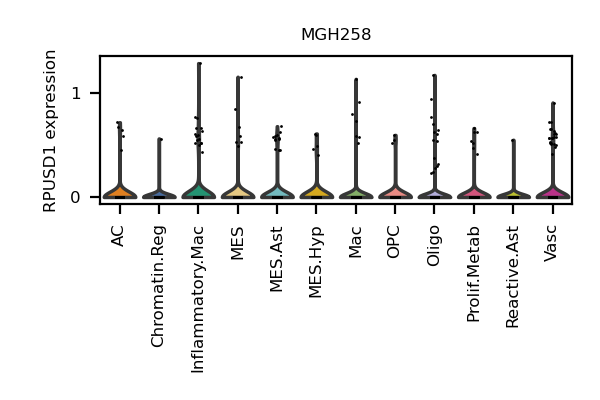 MGH258
RPUSD1 expression
1
0
AC
Chromatin.Reg
Inflammatory.Mac
MES
MES.Ast
MES.Hyp
Mac
OPC
Oligo
Prolif.Metab
Reactive.Ast
Vasc